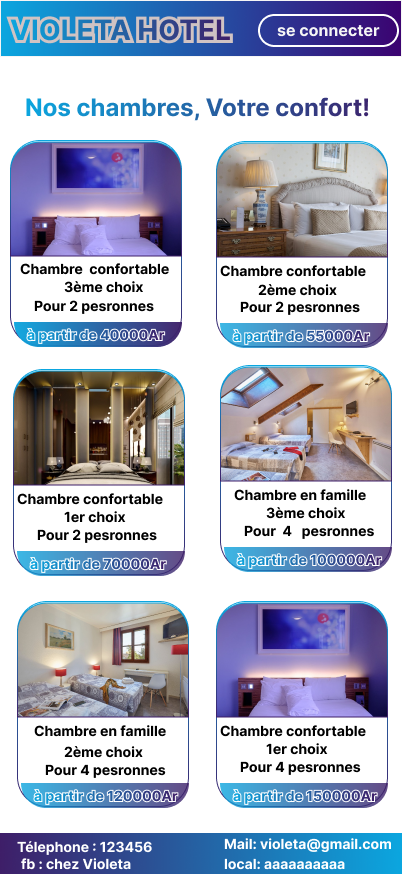 VIOLETA HOTEL
se connecter
Nos chambres, Votre confort!
Chambre confortable
3ème choix
Pour 2 pesronnes
à partir de 40000Ar
Chambre confortable
2ème choix
Pour 2 pesronnes
à partir de 55000Ar
Chambre confortable
1er choix
Pour 2 pesronnes
à partir de 70000Ar
Chambre en famille
3ème choix
Pour 4 pesronnes
à partir de 100000Ar
Chambre en famille
2ème choix
Pour 4 pesronnes
à partir de 120000Ar
Chambre confortable
1er choix
Pour 4 pesronnes
à partir de 150000Ar
Télephone : 123456
fb : chez Violeta
Mail: violeta@gmail.com
local: aaaaaaaaaa